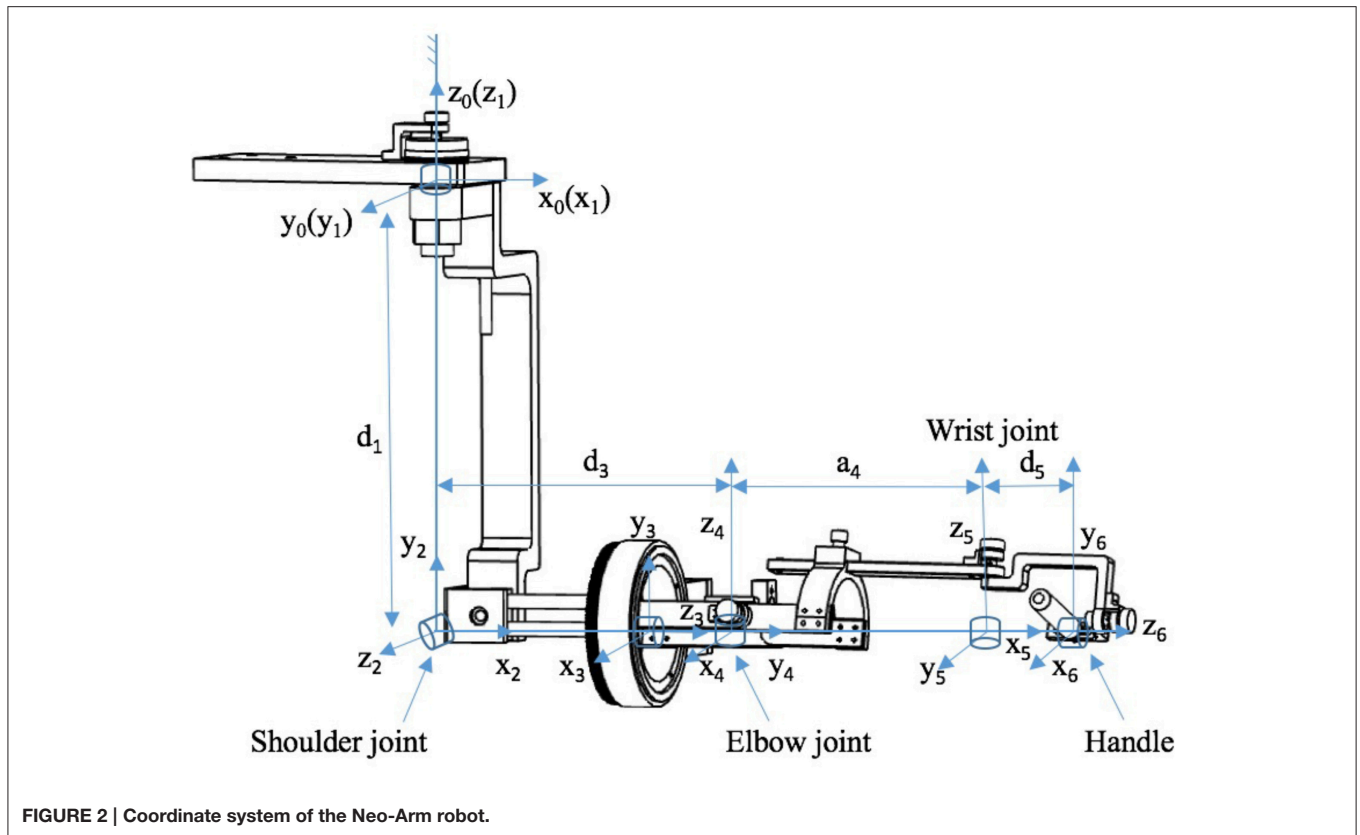 z₀(z₁)
x₀(x₁)
y₀(y₁)
d₁
Wrist joint
d₃
a₄
d₅
y₂
y₃
z₄
z₅
y₆
z₃
z₂
x₂
x₃
x₄
y₄
y₅
x₅
x₆
z₆
Shoulder joint
Elbow joint
Handle
FIGURE 2 | Coordinate system of the Neo-Arm robot.